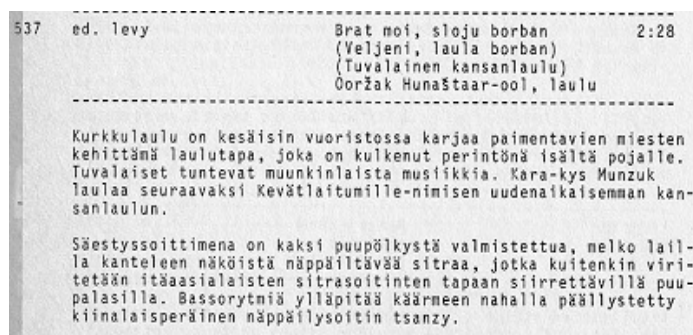 537 ed. levy Brat moi, sloju borban 2:28
(Veljeni, laula borban)
(Tuvalainen kansanlaulu)
Ooržak Hunaštaar-ool, laulu
Kurkkulaulu on kesäisin vuoristossa karjaa paimentavien miesten
kehittämä laulutapa, joka on kulkenut perintönä isältä pojalle.
Tuvalaiset tuntevat muunkinlaista musiikkia. Kara-kys Munzuk
laulaa seuraavaksi Kevätlaitumille-nimisen uudenaikaisemman kan-
sanlaulun.
Säestyssoittimena on kaksi puupölkystä valmistettua, melko lail-
la kanteleen näköistä näppäiltävää sitraa, jotka kuitenkin viri-
tetään itäaasialaisten sitrasoitinten tapaan siirrettävillä puu-
palasilla. Bassorytmiä ylläpitää käärmeen nahalla päällystetty
kiinalaisperäinen näppäilysoitin tsanzy.